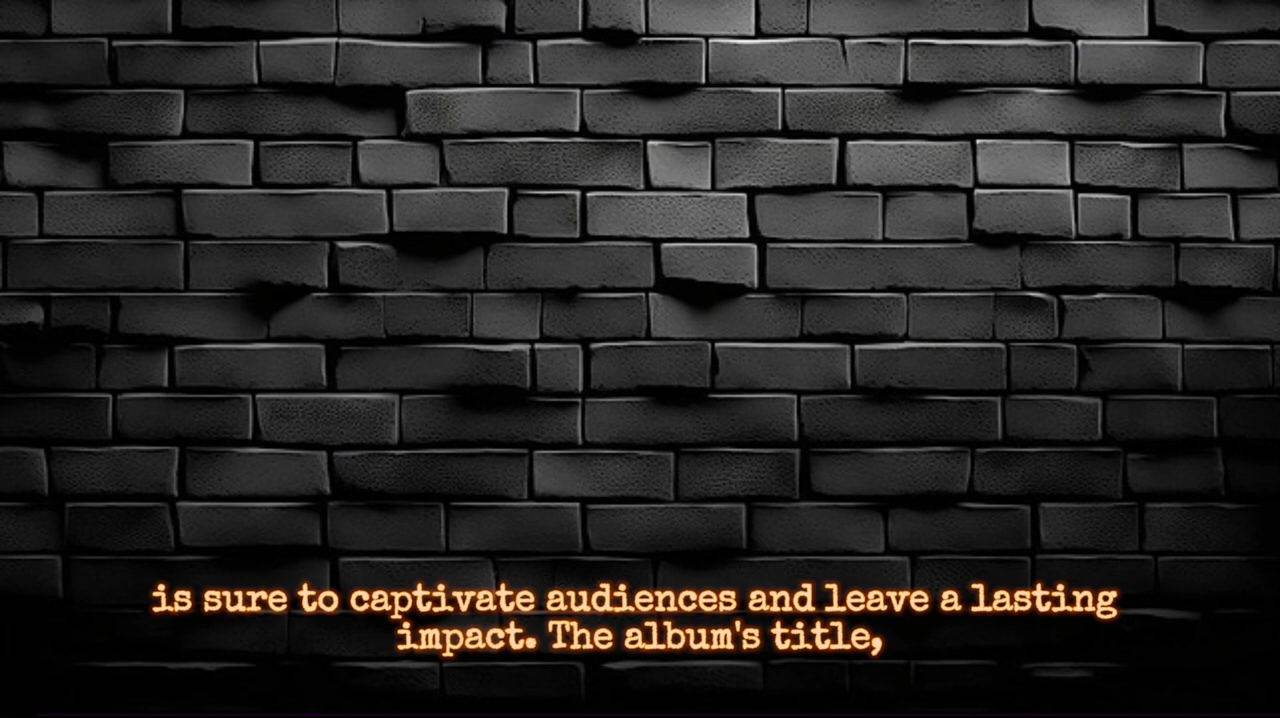 is sure to captivate audiences and leave a lasting
impact. The album's title,